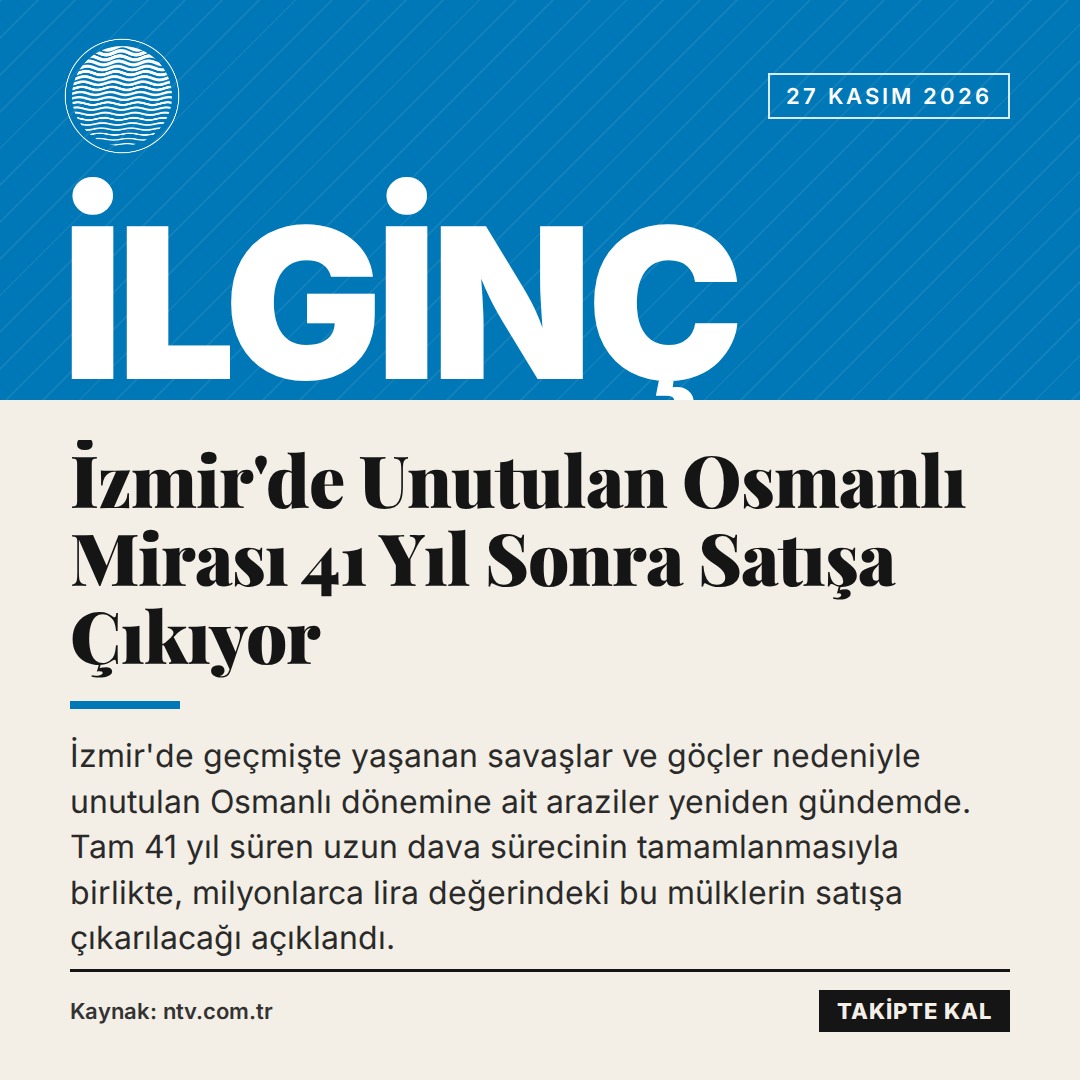 27 KASIM 2026
İLGİNÇ
İzmir'de Unutulan Osmanlı
Mirası 41 Yıl Sonra Satışa
Çıkıyor
İzmir'de geçmişte yaşanan savaşlar ve göçler nedeniyle
unutulan Osmanlı dönemine ait araziler yeniden gündemde.
Tam 41 yıl süren uzun dava sürecinin tamamlanmasıyla
birlikte, milyonlarca lira değerindeki bu mülklerin satışa
çıkarılacağı açıklandı.
Kaynak: ntv.com.tr
TAKİPTE KAL